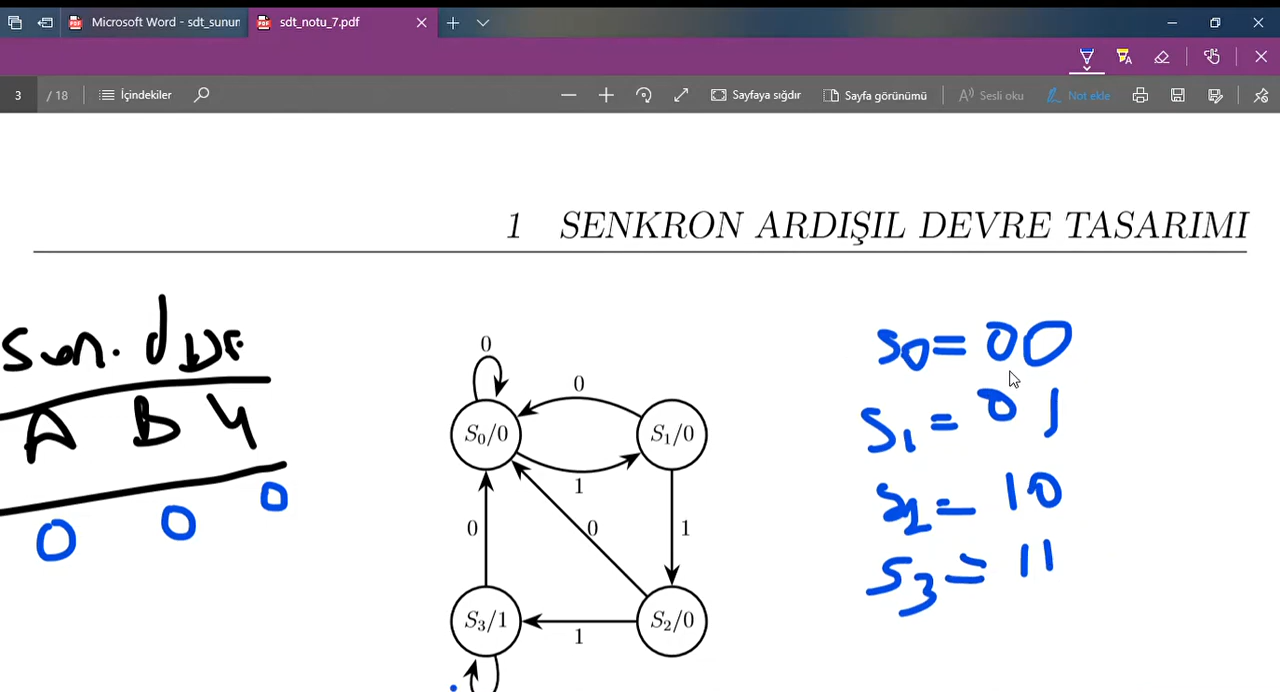 Microsoft Word - sdt_sunun
sdt_notu_7.pdf
3 / 18
İçindekiler
Sayfaya sığdır
Sayfa görünümü
Sesli oku
Not ekle
1 SENKRON ARDIŞIL DEVRE TASARIMI
Son. dur.
A B Y
0 0 0
0
0
1
S0/0
S1/0
0
0
1
S3/1
S2/0
1
S0 = 00
S1 = 01
S2 = 10
S3 = 11